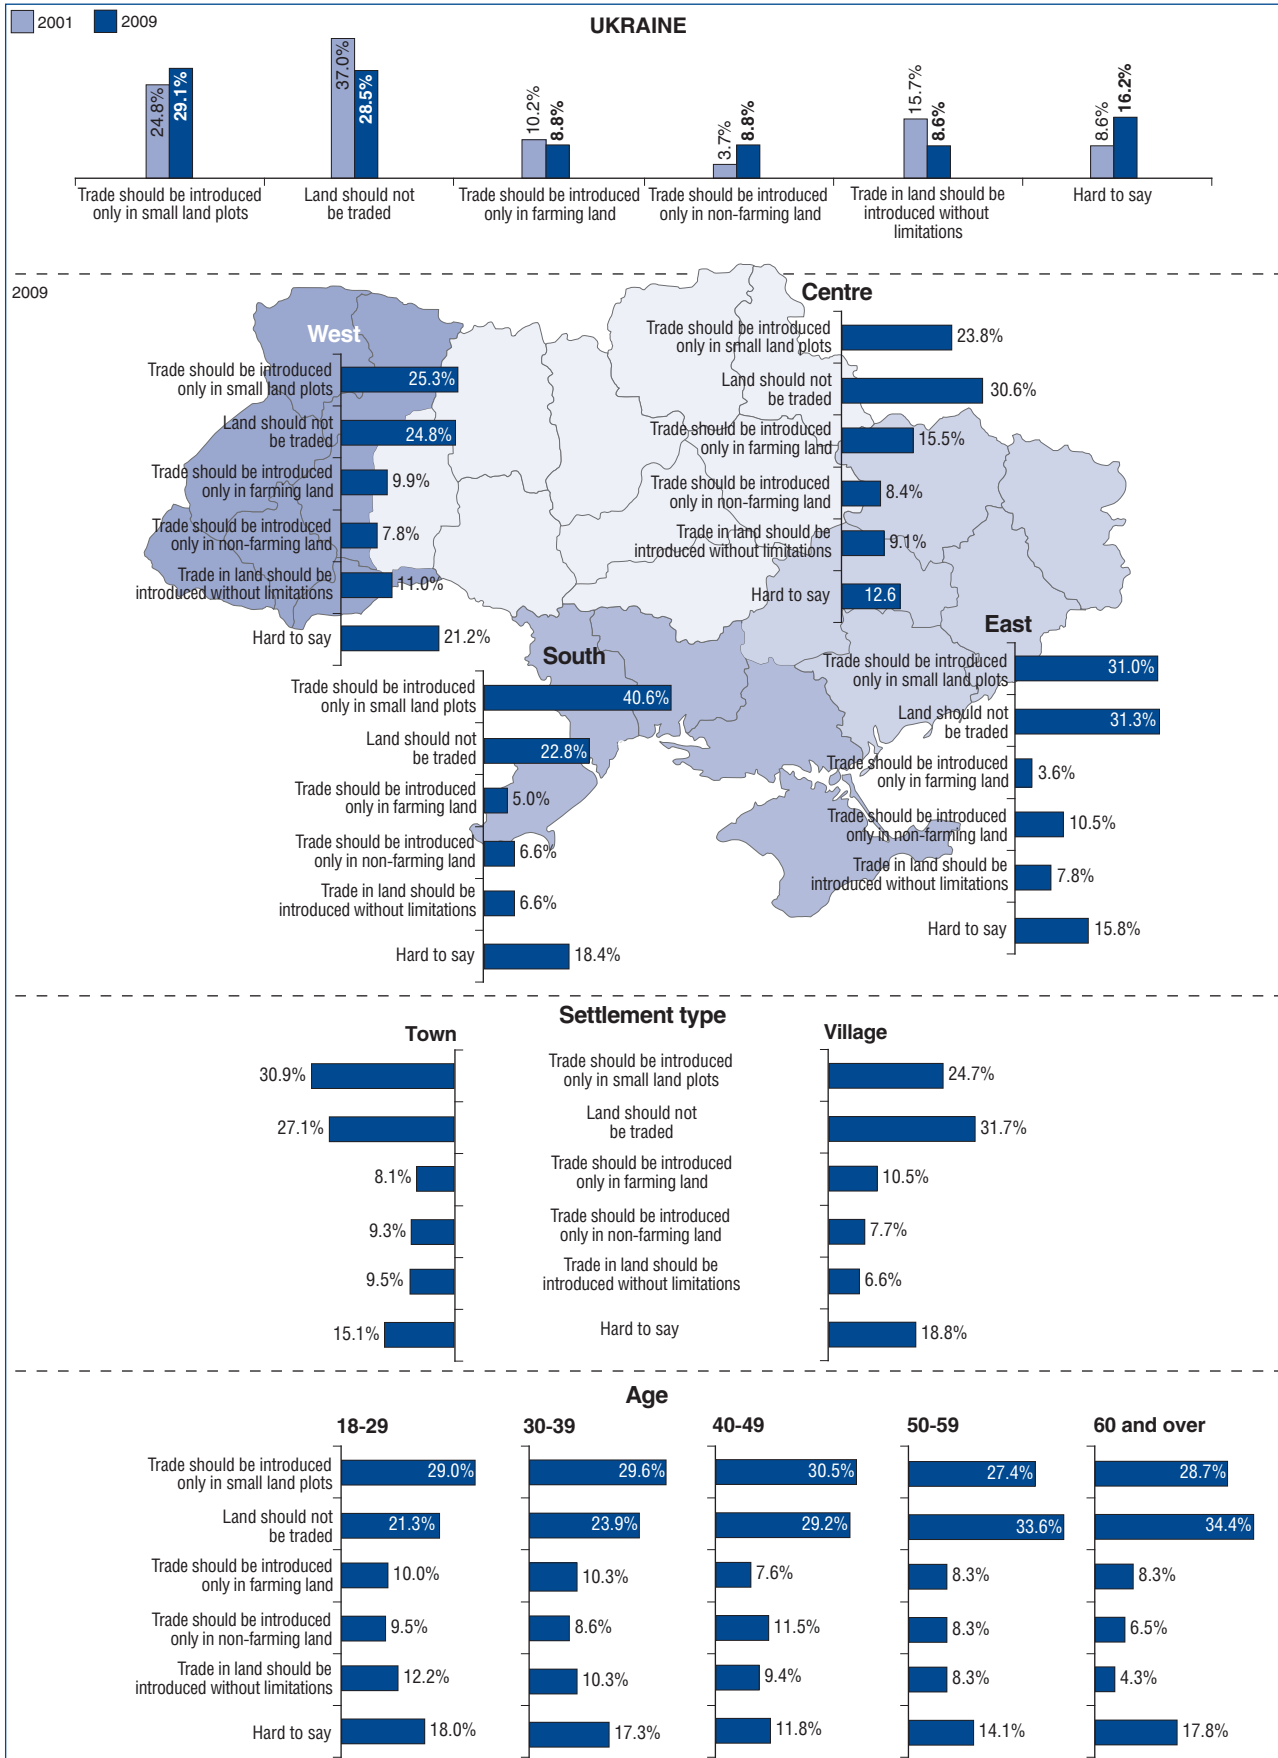 2001
2009
UKRAINE
24.8%
29.1%
37.0%
28.5%
10.2%
8.8%
3.7%
8.8%
15.7%
8.6%
8.6%
16.2%
Trade should be introduced
only in small land plots
Land should not
be traded
Trade should be introduced
only in farming land
Trade should be introduced
only in non-farming land
Trade in land should be
introduced without
limitations
Hard to say
2009
West
Trade should be introduced
only in small land plots
25.3%
Land should not
be traded
24.8%
Trade should be introduced
only in farming land
9.9%
Trade should be introduced
only in non-farming land
7.8%
Trade in land should be
introduced without limitations
11.0%
Hard to say
21.2%
Centre
Trade should be introduced
only in small land plots
23.8%
Land should not
be traded
30.6%
Trade should be introduced
only in farming land
15.5%
Trade should be introduced
only in non-farming land
8.4%
Trade in land should be
introduced without limitations
9.1%
Hard to say
12.6
South
Trade should be introduced
only in small land plots
40.6%
Land should not
be traded
22.8%
Trade should be introduced
only in farming land
5.0%
Trade should be introduced
only in non-farming land
6.6%
Trade in land should be
introduced without limitations
6.6%
Hard to say
18.4%
East
Trade should be introduced
only in small land plots
31.0%
Land should not
be traded
31.3%
Trade should be introduced
only in farming land
3.6%
Trade should be introduced
only in non-farming land
10.5%
Trade in land should be
introduced without limitations
7.8%
Hard to say
15.8%
Settlement type
Town
Village
30.9%
Trade should be introduced
only in small land plots
24.7%
27.1%
Land should not
be traded
31.7%
8.1%
Trade should be introduced
only in farming land
10.5%
9.3%
Trade should be introduced
only in non-farming land
7.7%
9.5%
Trade in land should be
introduced without limitations
6.6%
15.1%
Hard to say
18.8%
Age
18-29
30-39
40-49
50-59
60 and over
Trade should be introduced
only in small land plots
29.0%
29.6%
30.5%
27.4%
28.7%
Land should not
be traded
21.3%
23.9%
29.2%
33.6%
34.4%
Trade should be introduced
only in farming land
10.0%
10.3%
7.6%
8.3%
8.3%
Trade should be introduced
only in non-farming land
9.5%
8.6%
11.5%
8.3%
6.5%
Trade in land should be
introduced without limitations
12.2%
10.3%
9.4%
8.3%
4.3%
Hard to say
18.0%
17.3%
11.8%
14.1%
17.8%